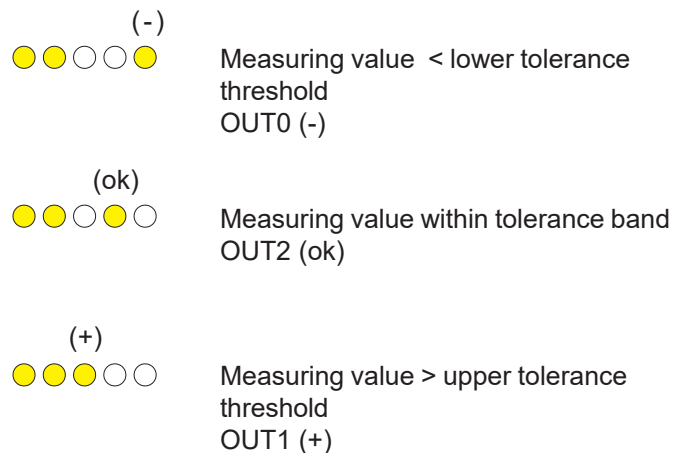 (-)
Measuring value < lower tolerance
threshold
OUT0 (-)
(ok)
Measuring value within tolerance band
OUT2 (ok)
(+)
Measuring value > upper tolerance
threshold
OUT1 (+)